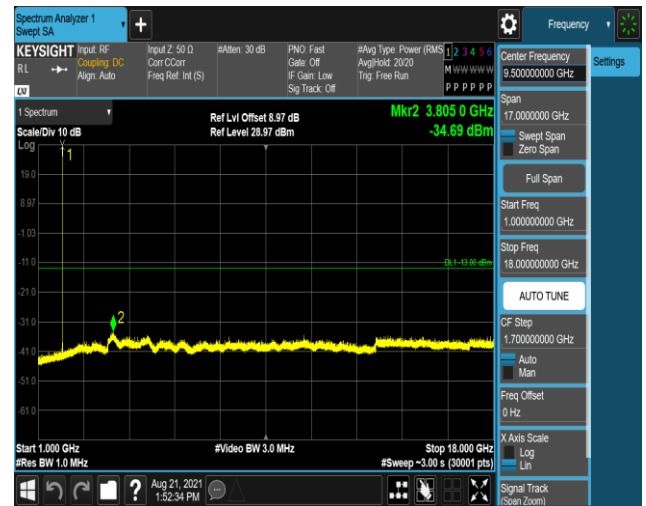 Spectrum Analyzer 1
Swept SA
Frequency
KEYSIGHT
RL
LXI
Input: RF
Coupling: DC
Align: Auto
Input Z: 50 Ω
Corr CCorr
Freq Ref: Int (S)
#Atten: 30 dB
PNO: Fast
Gate: Off
IF Gain: Low
Sig Track: Off
#Avg Type: Power (RMS
Avg|Hold: 20/20
Trig: Free Run
1 2 3 4 5 6
M W W W W W
P P P P P P
1 Spectrum
Scale/Div 10 dB
Ref Lvl Offset 8.97 dB
Ref Level 28.97 dBm
Mkr2 3.805 0 GHz
-34.69 dBm
Log
1
19.0
8.97
-1.03
-11.0
DL1 -13.00 dBm
-21.0
-31.0
2
-41.0
-51.0
-61.0
Start 1.000 GHz
#Res BW 1.0 MHz
#Video BW 3.0 MHz
Stop 18.000 GHz
#Sweep ~3.00 s (30001 pts)
?
Aug 21, 2021
1:52:34 PM
Center Frequency
9.500000000 GHz
Settings
Span
17.0000000 GHz
Swept Span
Zero Span
Full Span
Start Freq
1.000000000 GHz
Stop Freq
18.000000000 GHz
AUTO TUNE
CF Step
1.700000000 GHz
Auto
Man
Freq Offset
0 Hz
X Axis Scale
Log
Lin
Signal Track
(Span Zoom)